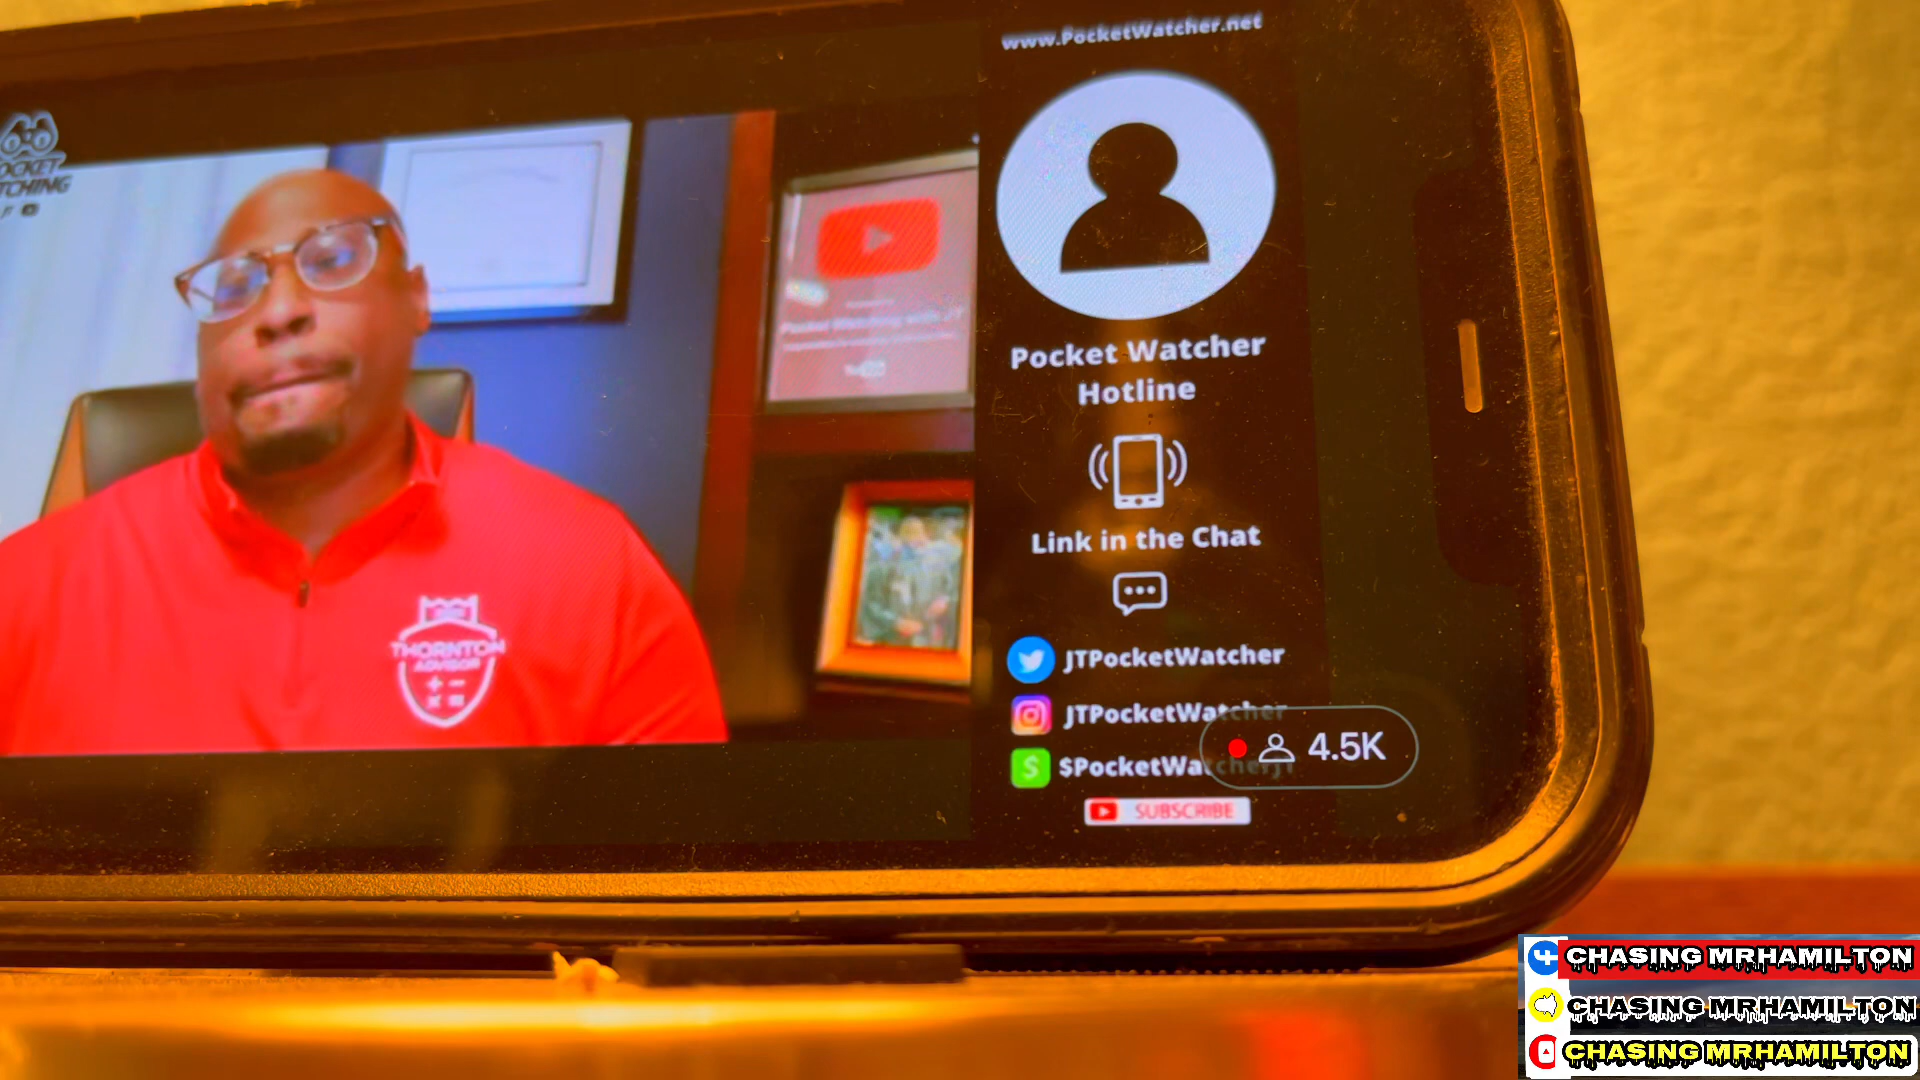 www.PocketWatcher.net
Pocket Watcher
Hotline
Link in the Chat
JTPocketWatcher
JTPocketWatcher
$PocketWatcherJT
4.5K
SUBSCRIBE
THORNTON
ADVISOR
CHASING MRHAMILTON
CHASING MRHAMILTON
CHASING MRHAMILTON